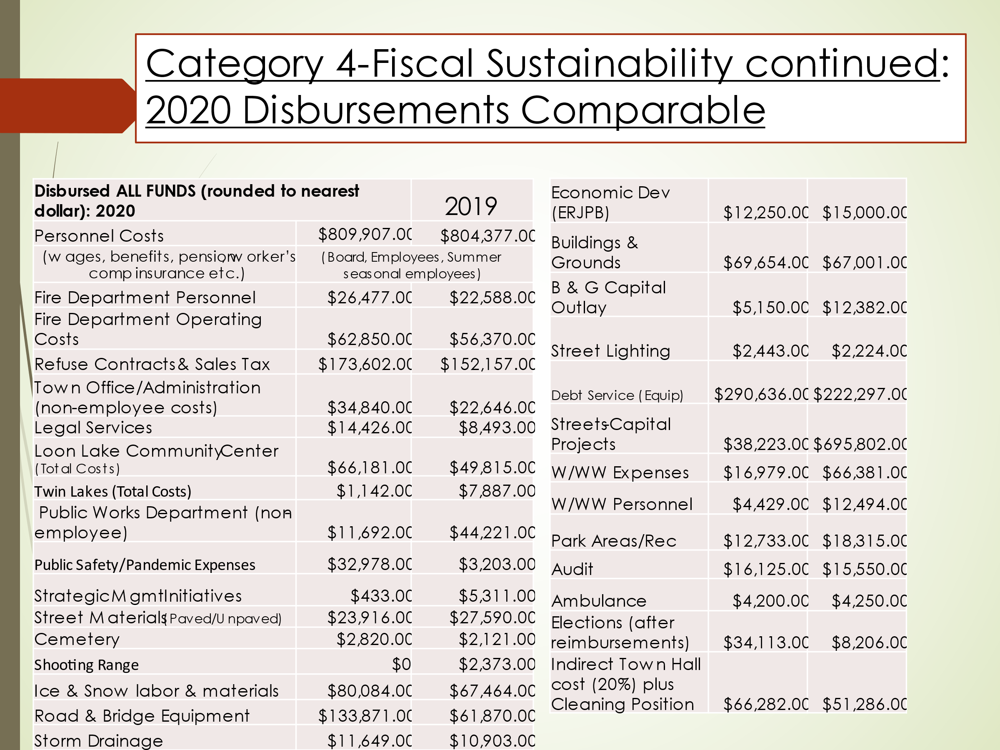 Category 4-Fiscal Sustainability continued:
2020 Disbursements Comparable
Disbursed ALL FUNDS (rounded to nearest
dollar): 2020
2019
Personnel Costs $809,907.00 $804,377.00
(wages, benefits, pension, worker’s
comp insurance etc.)
(Board, Employees, Summer
seasonal employees)
Fire Department Personnel $26,477.00 $22,588.00
Fire Department Operating
Costs $62,850.00 $56,370.00
Refuse Contracts & Sales Tax $173,602.00 $152,157.00
Town Office/Administration
(non-employee costs) $34,840.00 $22,646.00
Legal Services $14,426.00 $8,493.00
Loon Lake Community Center
(Total Costs) $66,181.00 $49,815.00
Twin Lakes (Total Costs) $1,142.00 $7,887.00
Public Works Department (non-
employee) $11,692.00 $44,221.00
Public Safety/Pandemic Expenses $32,978.00 $3,203.00
Strategic Mgmt Initiatives $433.00 $5,311.00
Street Materials (Paved/Unpaved) $23,916.00 $27,590.00
Cemetery $2,820.00 $2,121.00
Shooting Range $0 $2,373.00
Ice & Snow labor & materials $80,084.00 $67,464.00
Road & Bridge Equipment $133,871.00 $61,870.00
Storm Drainage $11,649.00 $10,903.00
Economic Dev
(ERJPB) $12,250.00 $15,000.00
Buildings &
Grounds $69,654.00 $67,001.00
B & G Capital
Outlay $5,150.00 $12,382.00
Street Lighting $2,443.00 $2,224.00
Debt Service (Equip) $290,636.00 $222,297.00
Streets-Capital
Projects $38,223.00 $695,802.00
W/WW Expenses $16,979.00 $66,381.00
W/WW Personnel $4,429.00 $12,494.00
Park Areas/Rec $12,733.00 $18,315.00
Audit $16,125.00 $15,550.00
Ambulance $4,200.00 $4,250.00
Elections (after
reimbursements) $34,113.00 $8,206.00
Indirect Town Hall
cost (20%) plus
Cleaning Position $66,282.00 $51,286.00